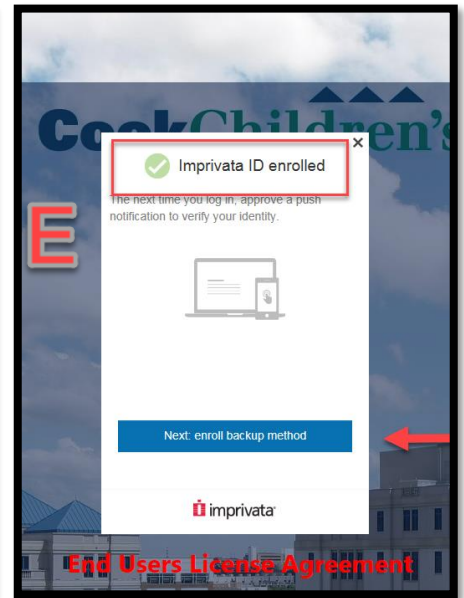 CookChildren's
Imprivata ID enrolled
×
E
The next time you log in, approve a push
notification to verify your identity.
Next: enroll backup method
imprivata
End Users License Agreement